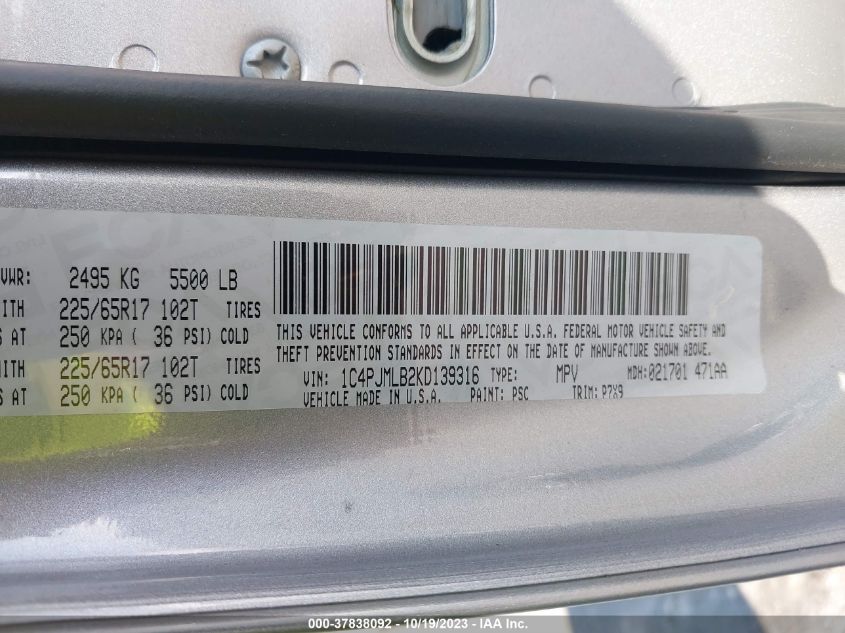 VWR: 2495 KG 5500 LB
ITH 225/65R17 102T TIRES
S AT 250 KPA ( 36 PSI) COLD
ITH 225/65R17 102T TIRES
S AT 250 KPA ( 36 PSI) COLD
THIS VEHICLE CONFORMS TO ALL APPLICABLE U.S.A. FEDERAL MOTOR VEHICLE SAFETY AND
THEFT PREVENTION STANDARDS IN EFFECT ON THE DATE OF MANUFACTURE SHOWN ABOVE.
VIN: 1C4PJMLB2KD139316 TYPE: MPV MDH: 021701 471AA
VEHICLE MADE IN U.S.A. PAINT: PSC TRIM: P7X9
000-37838092 - 10/19/2023 - IAA Inc.